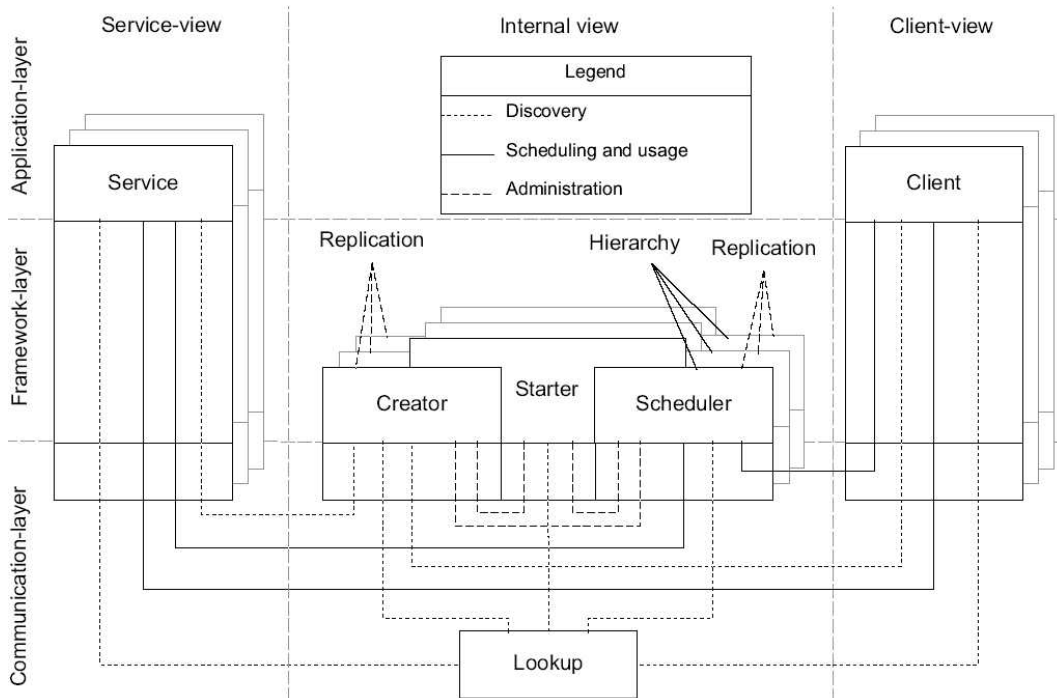 Service-view
Internal view
Client-view
Application-layer
Legend
Discovery
Scheduling and usage
Administration
Service
Client
Framework-layer
Replication
Hierarchy
Replication
Starter
Creator
Scheduler
Communication-layer
Lookup